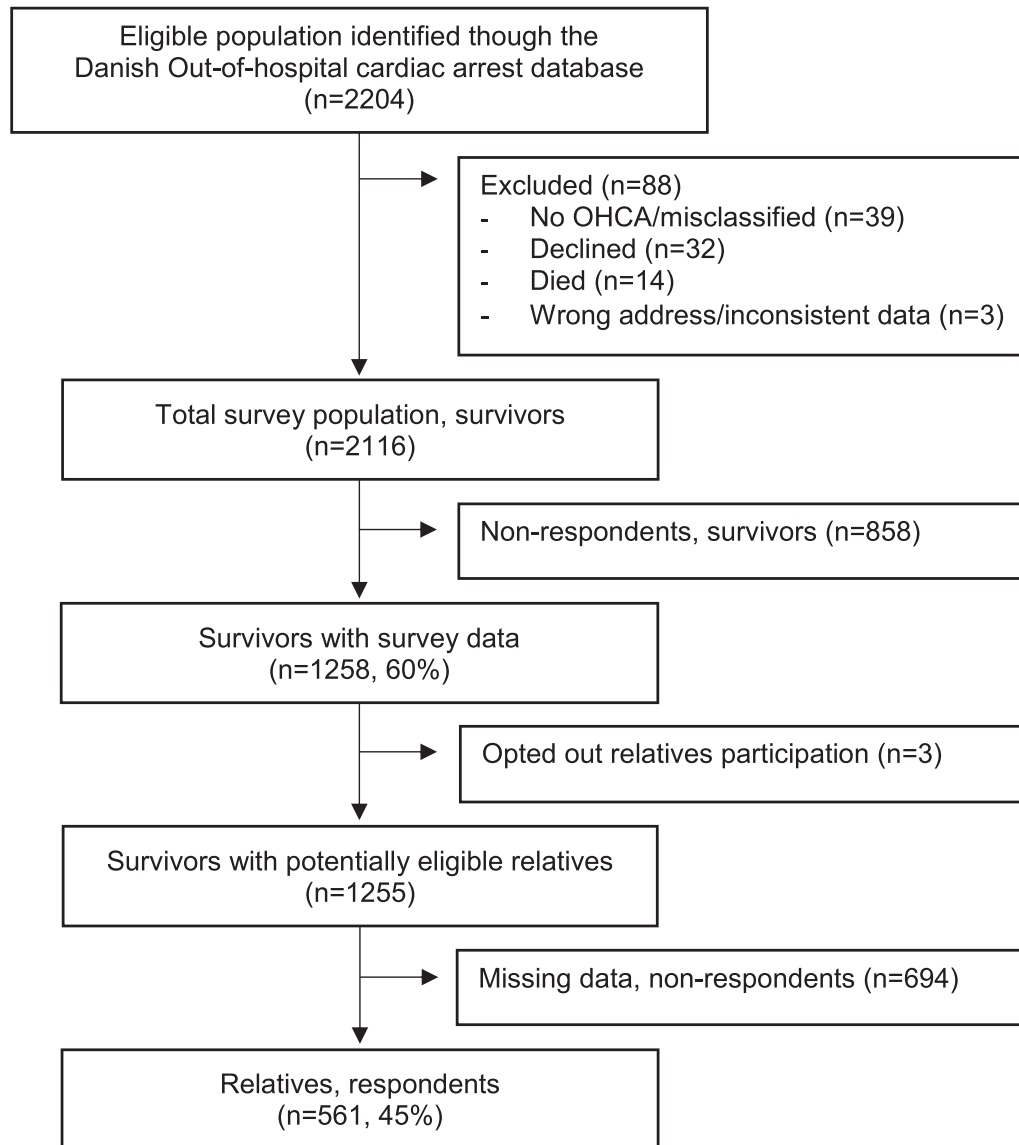 Eligible population identified though the
Danish Out-of-hospital cardiac arrest database
(n=2204)
Excluded (n=88)
- No OHCA/misclassified (n=39)
- Declined (n=32)
- Died (n=14)
- Wrong address/inconsistent data (n=3)
Total survey population, survivors
(n=2116)
Non-respondents, survivors (n=858)
Survivors with survey data
(n=1258, 60%)
Opted out relatives participation (n=3)
Survivors with potentially eligible relatives
(n=1255)
Missing data, non-respondents (n=694)
Relatives, respondents
(n=561, 45%)